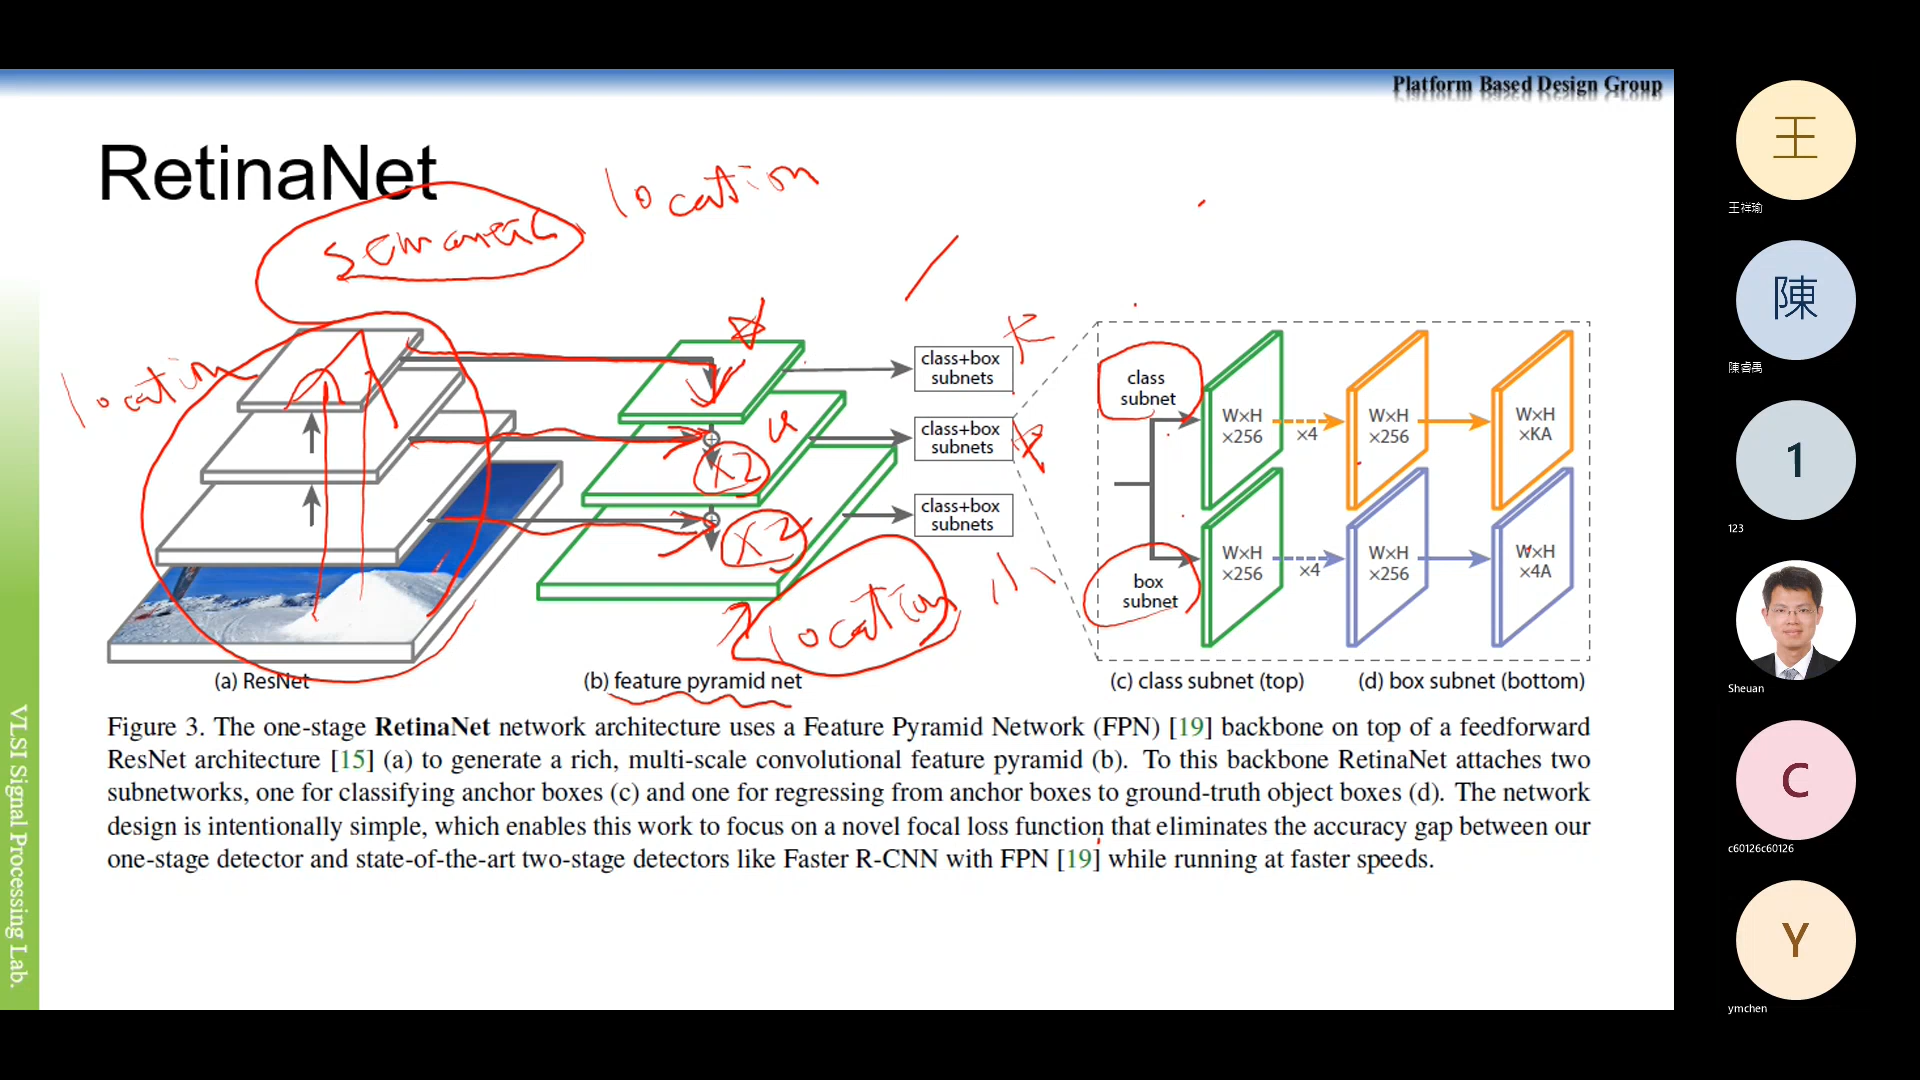 Platform Based Design Group
RetinaNet
location
semantic
location
大
class+box
subnets
class+box
subnets
class+box
subnets
×2
×2
location
小
class
subnet
box
subnet
W×H
×256
×4
W×H
×256
W×H
×KA
W×H
×256
×4
W×H
×256
W×H
×4A
(a) ResNet
(b) feature pyramid net
(c) class subnet (top)
(d) box subnet (bottom)
Figure 3. The one-stage RetinaNet network architecture uses a Feature Pyramid Network (FPN) [19] backbone on top of a feedforward
ResNet architecture [15] (a) to generate a rich, multi-scale convolutional feature pyramid (b). To this backbone RetinaNet attaches two
subnetworks, one for classifying anchor boxes (c) and one for regressing from anchor boxes to ground-truth object boxes (d). The network
design is intentionally simple, which enables this work to focus on a novel focal loss function that eliminates the accuracy gap between our
one-stage detector and state-of-the-art two-stage detectors like Faster R-CNN with FPN [19] while running at faster speeds.
VLSI Signal Processing Lab.
王
王祥瑜
陳
陳睿禹
1
123
Sheuan
C
c60126c60126
Y
ymchen